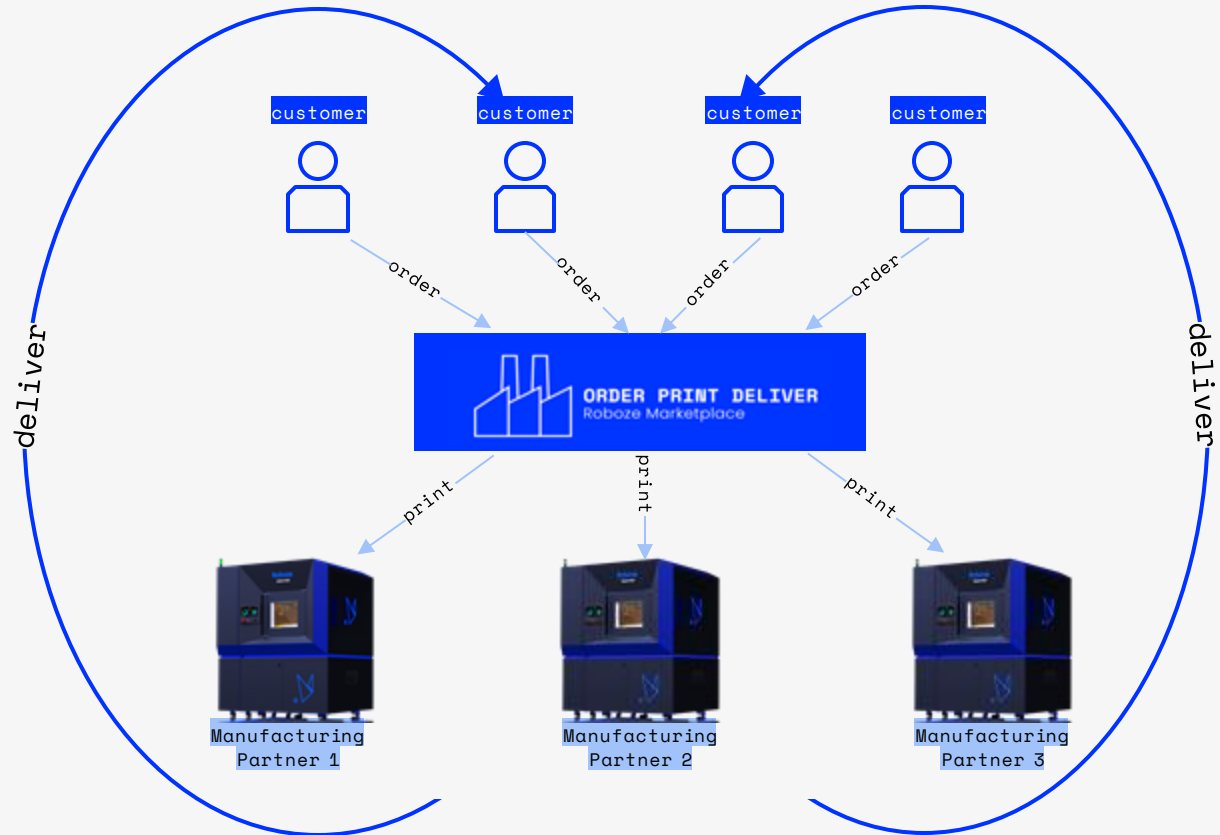 customer
customer
customer
customer
order
order
order
order
deliver
deliver
ORDER PRINT DELIVER
Roboze Marketplace
print
print
print
Manufacturing
Partner 1
Manufacturing
Partner 2
Manufacturing
Partner 3